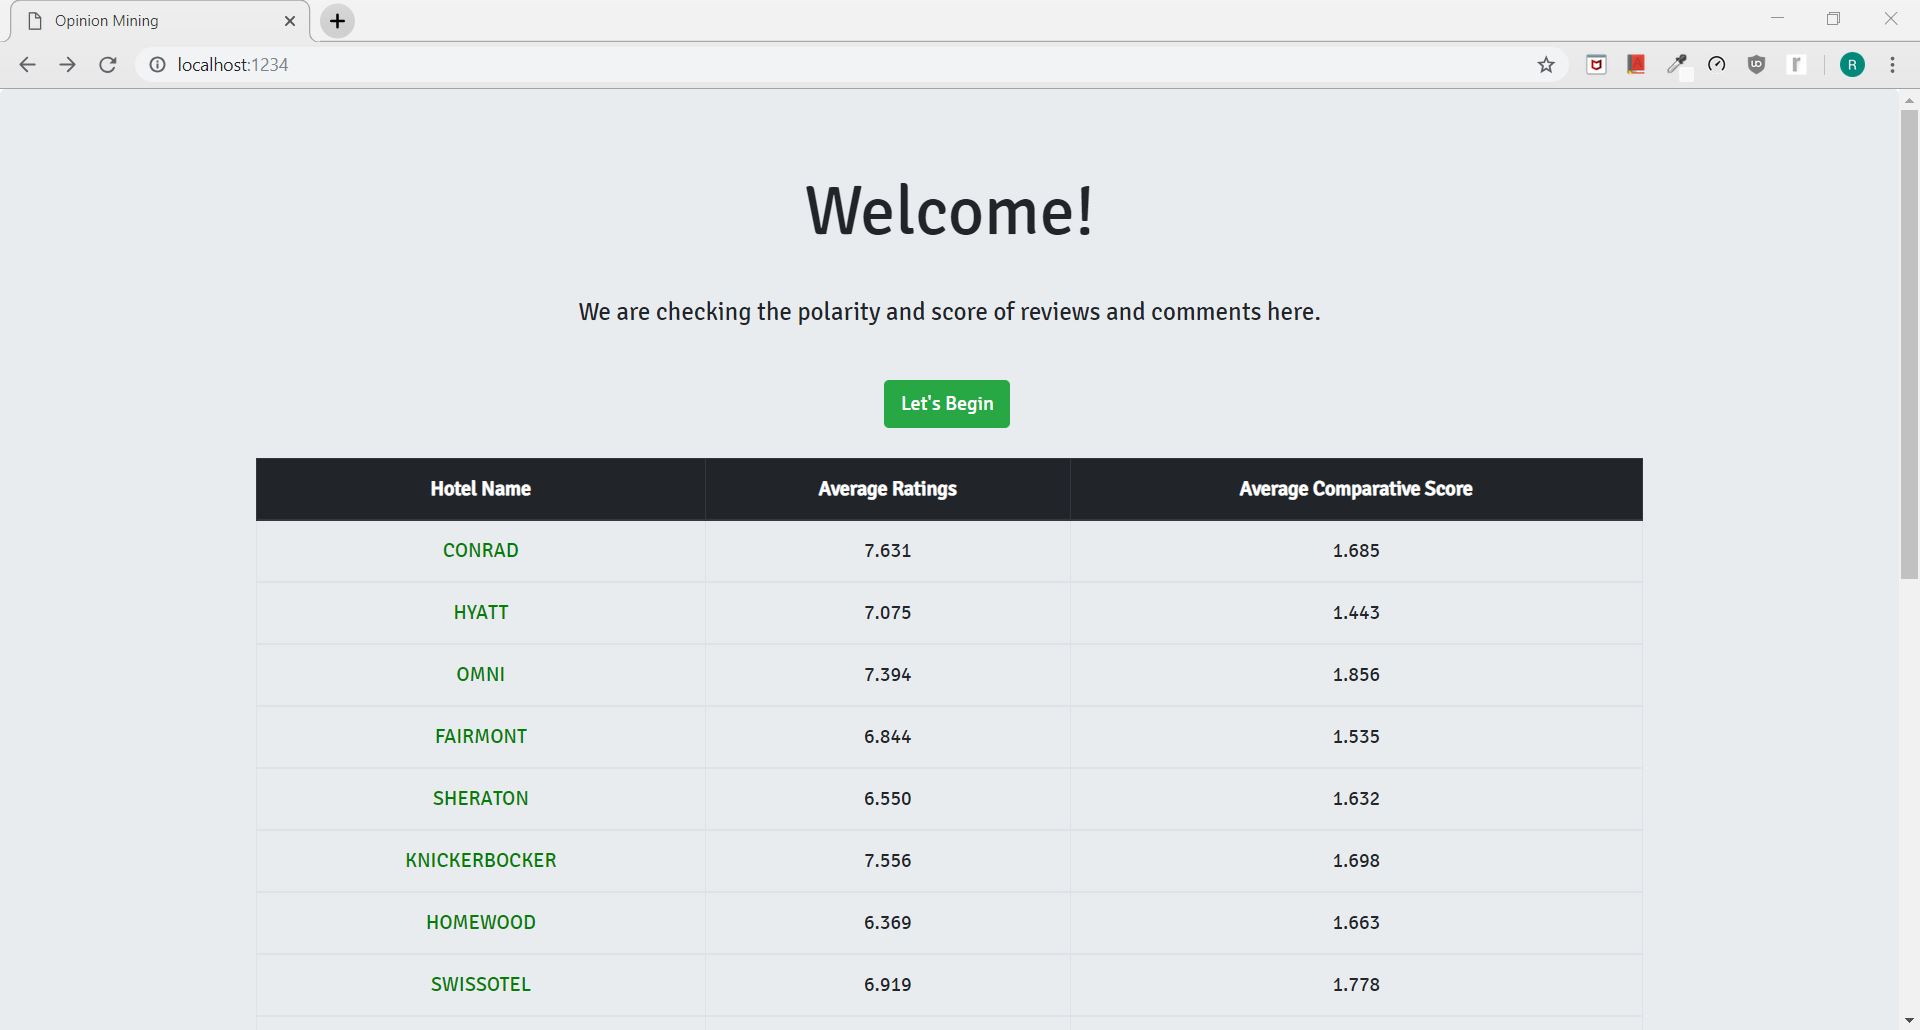 Opinion Mining
localhost:1234
R
Welcome!
We are checking the polarity and score of reviews and comments here.
Let's Begin
Hotel Name Average Ratings Average Comparative Score
CONRAD 7.631 1.685
HYATT 7.075 1.443
OMNI 7.394 1.856
FAIRMONT 6.844 1.535
SHERATON 6.550 1.632
KNICKERBOCKER 7.556 1.698
HOMEWOOD 6.369 1.663
SWISSOTEL 6.919 1.778